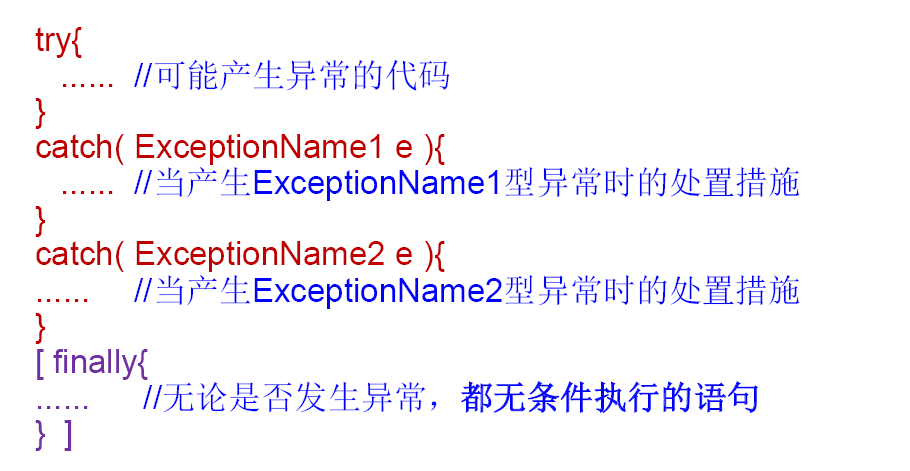 try{
...... //可能产生异常的代码
}
catch( ExceptionName1 e ){
...... //当产生ExceptionName1型异常时的处置措施
}
catch( ExceptionName2 e ){
...... //当产生ExceptionName2型异常时的处置措施
}
[ finally{
...... //无论是否发生异常，都无条件执行的语句
} ]